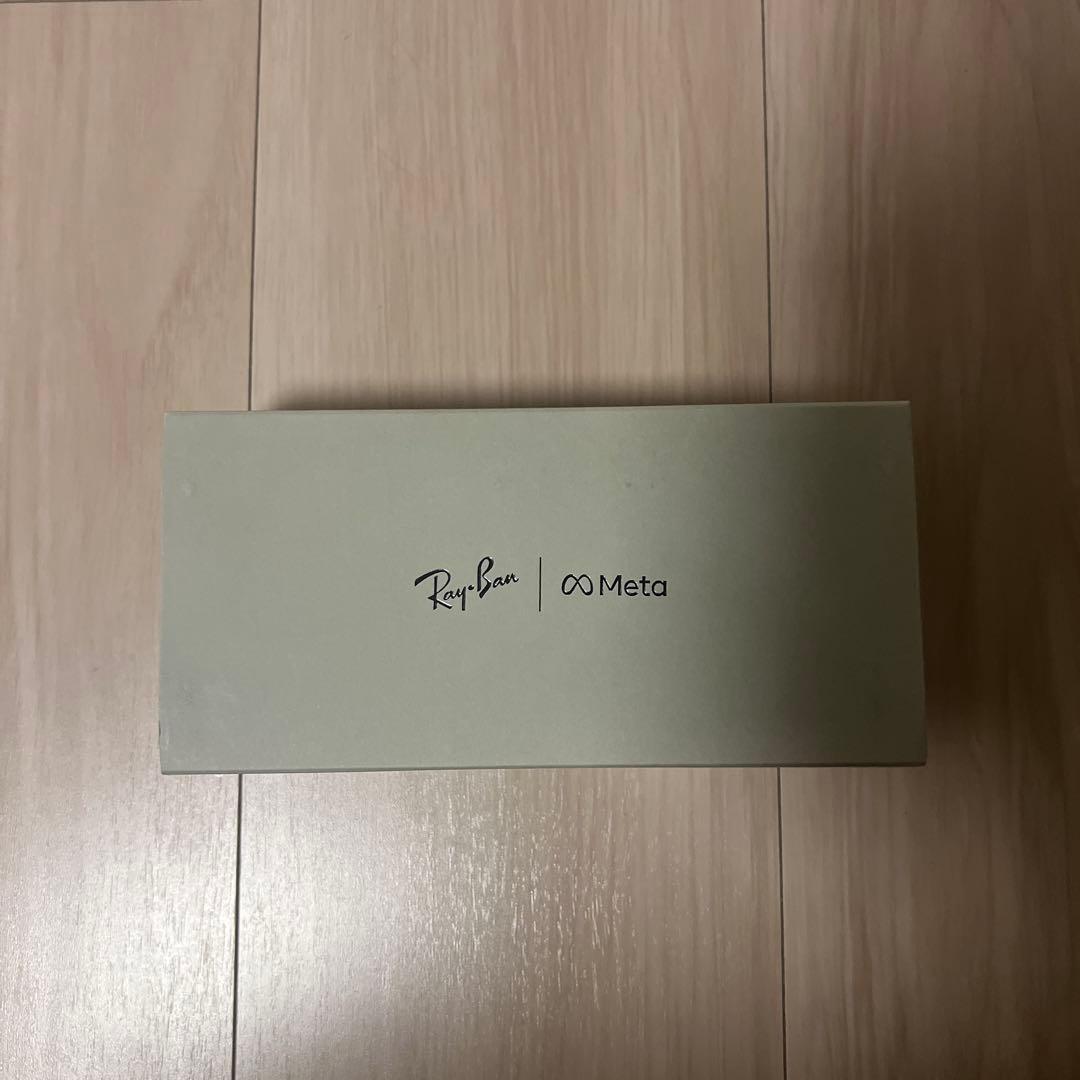 Ray-Ban | ∞ Meta